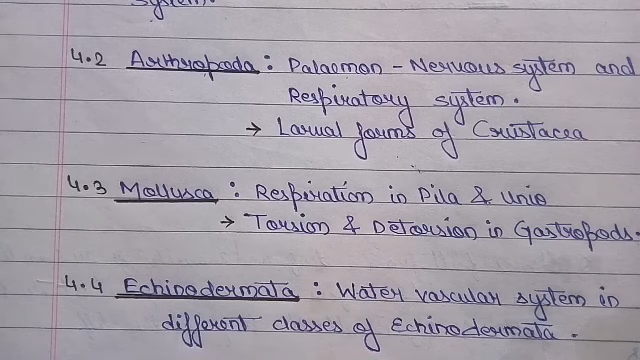 system.
4.2 Arthropoda : Palaemon - Nervous system and
Respiratory system.
→ Larval forms of Crustacea
4.3 Mollusca : Respiration in Pila & Unio
→ Torsion & Detorsion in Gastropods.
4.4 Echinodermata : Water vascular system in
different classes of Echinodermata.